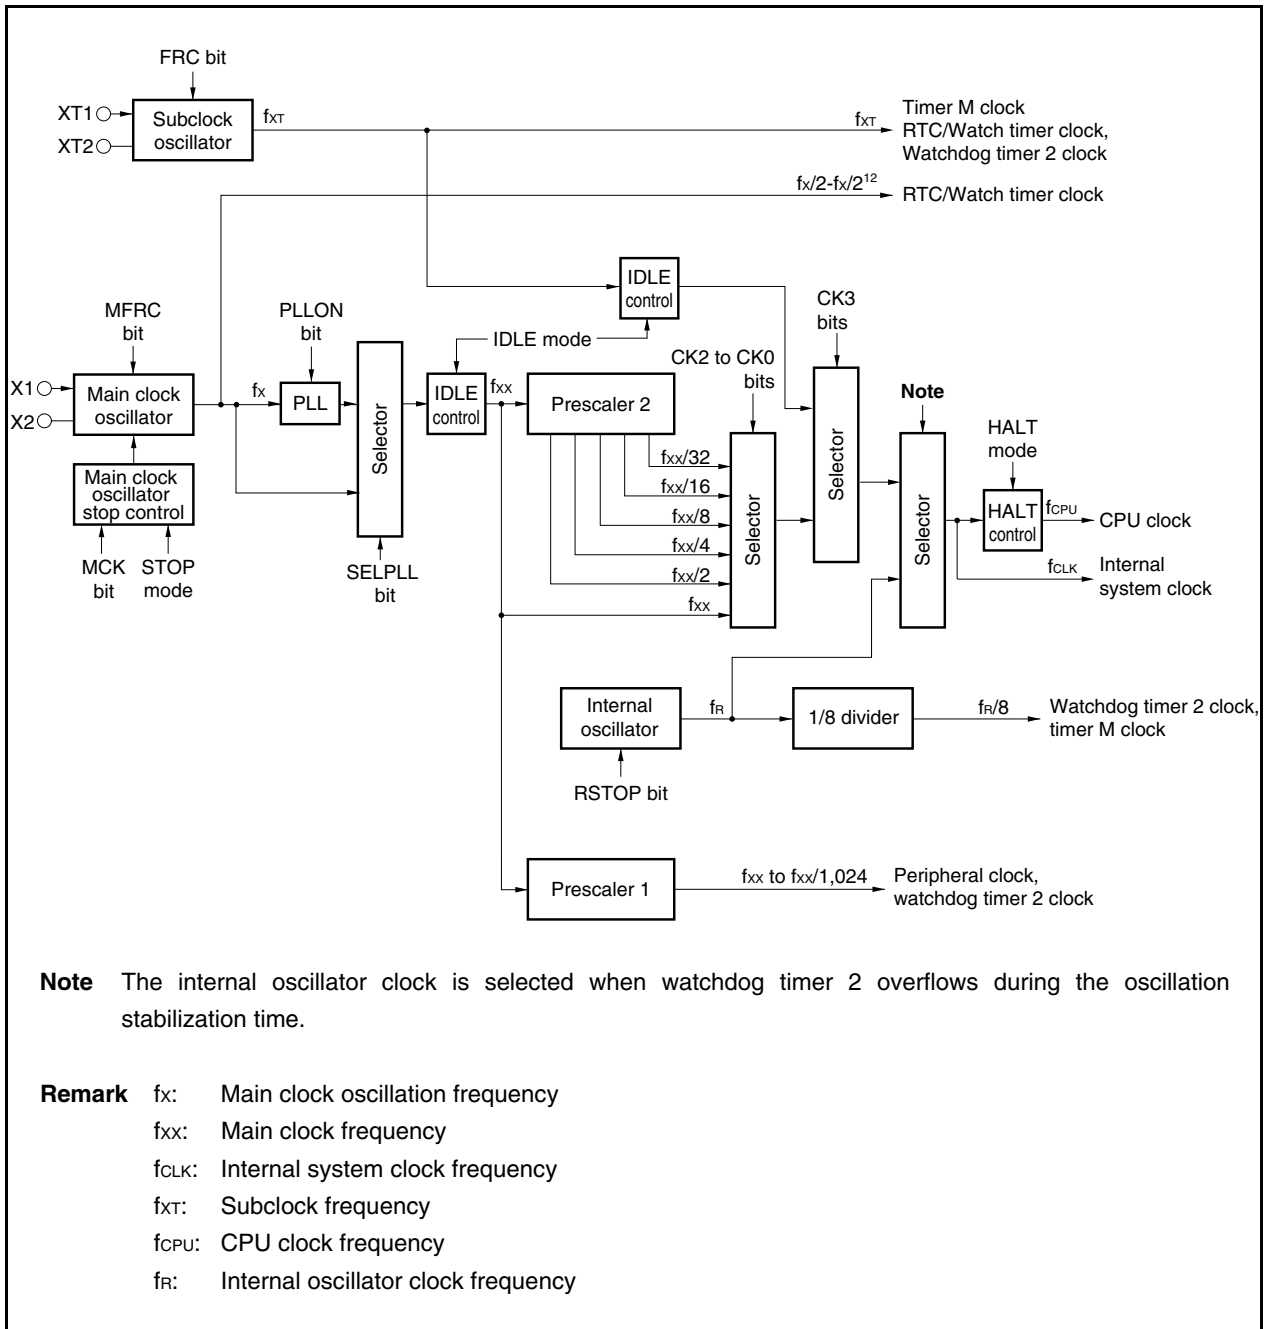 FRC bit
XT1
XT2
Subclock
oscillator
fXT
fXT
Timer M clock
RTC/Watch timer clock,
Watchdog timer 2 clock
fX/2-fX/2¹²
RTC/Watch timer clock
IDLE
control
MFRC
bit
PLLON
bit
IDLE mode
CK3
bits
CK2 to CK0
bits
X1
X2
Main clock
oscillator
fX
PLL
Selector
IDLE
control
fXX
Prescaler 2
Note
HALT
mode
Main clock
oscillator
stop control
MCK
bit
STOP
mode
SELPLL
bit
fXX/32
fXX/16
fXX/8
fXX/4
fXX/2
fXX
Selector
Selector
Selector
HALT
control
fCPU
CPU clock
fCLK
Internal
system clock
Internal
oscillator
fR
1/8 divider
fR/8
Watchdog timer 2 clock,
timer M clock
RSTOP bit
Prescaler 1
fXX to fXX/1,024
Peripheral clock,
watchdog timer 2 clock
Note The internal oscillator clock is selected when watchdog timer 2 overflows during the oscillation
stabilization time.
Remark fX: Main clock oscillation frequency
fXX: Main clock frequency
fCLK: Internal system clock frequency
fXT: Subclock frequency
fCPU: CPU clock frequency
fR: Internal oscillator clock frequency